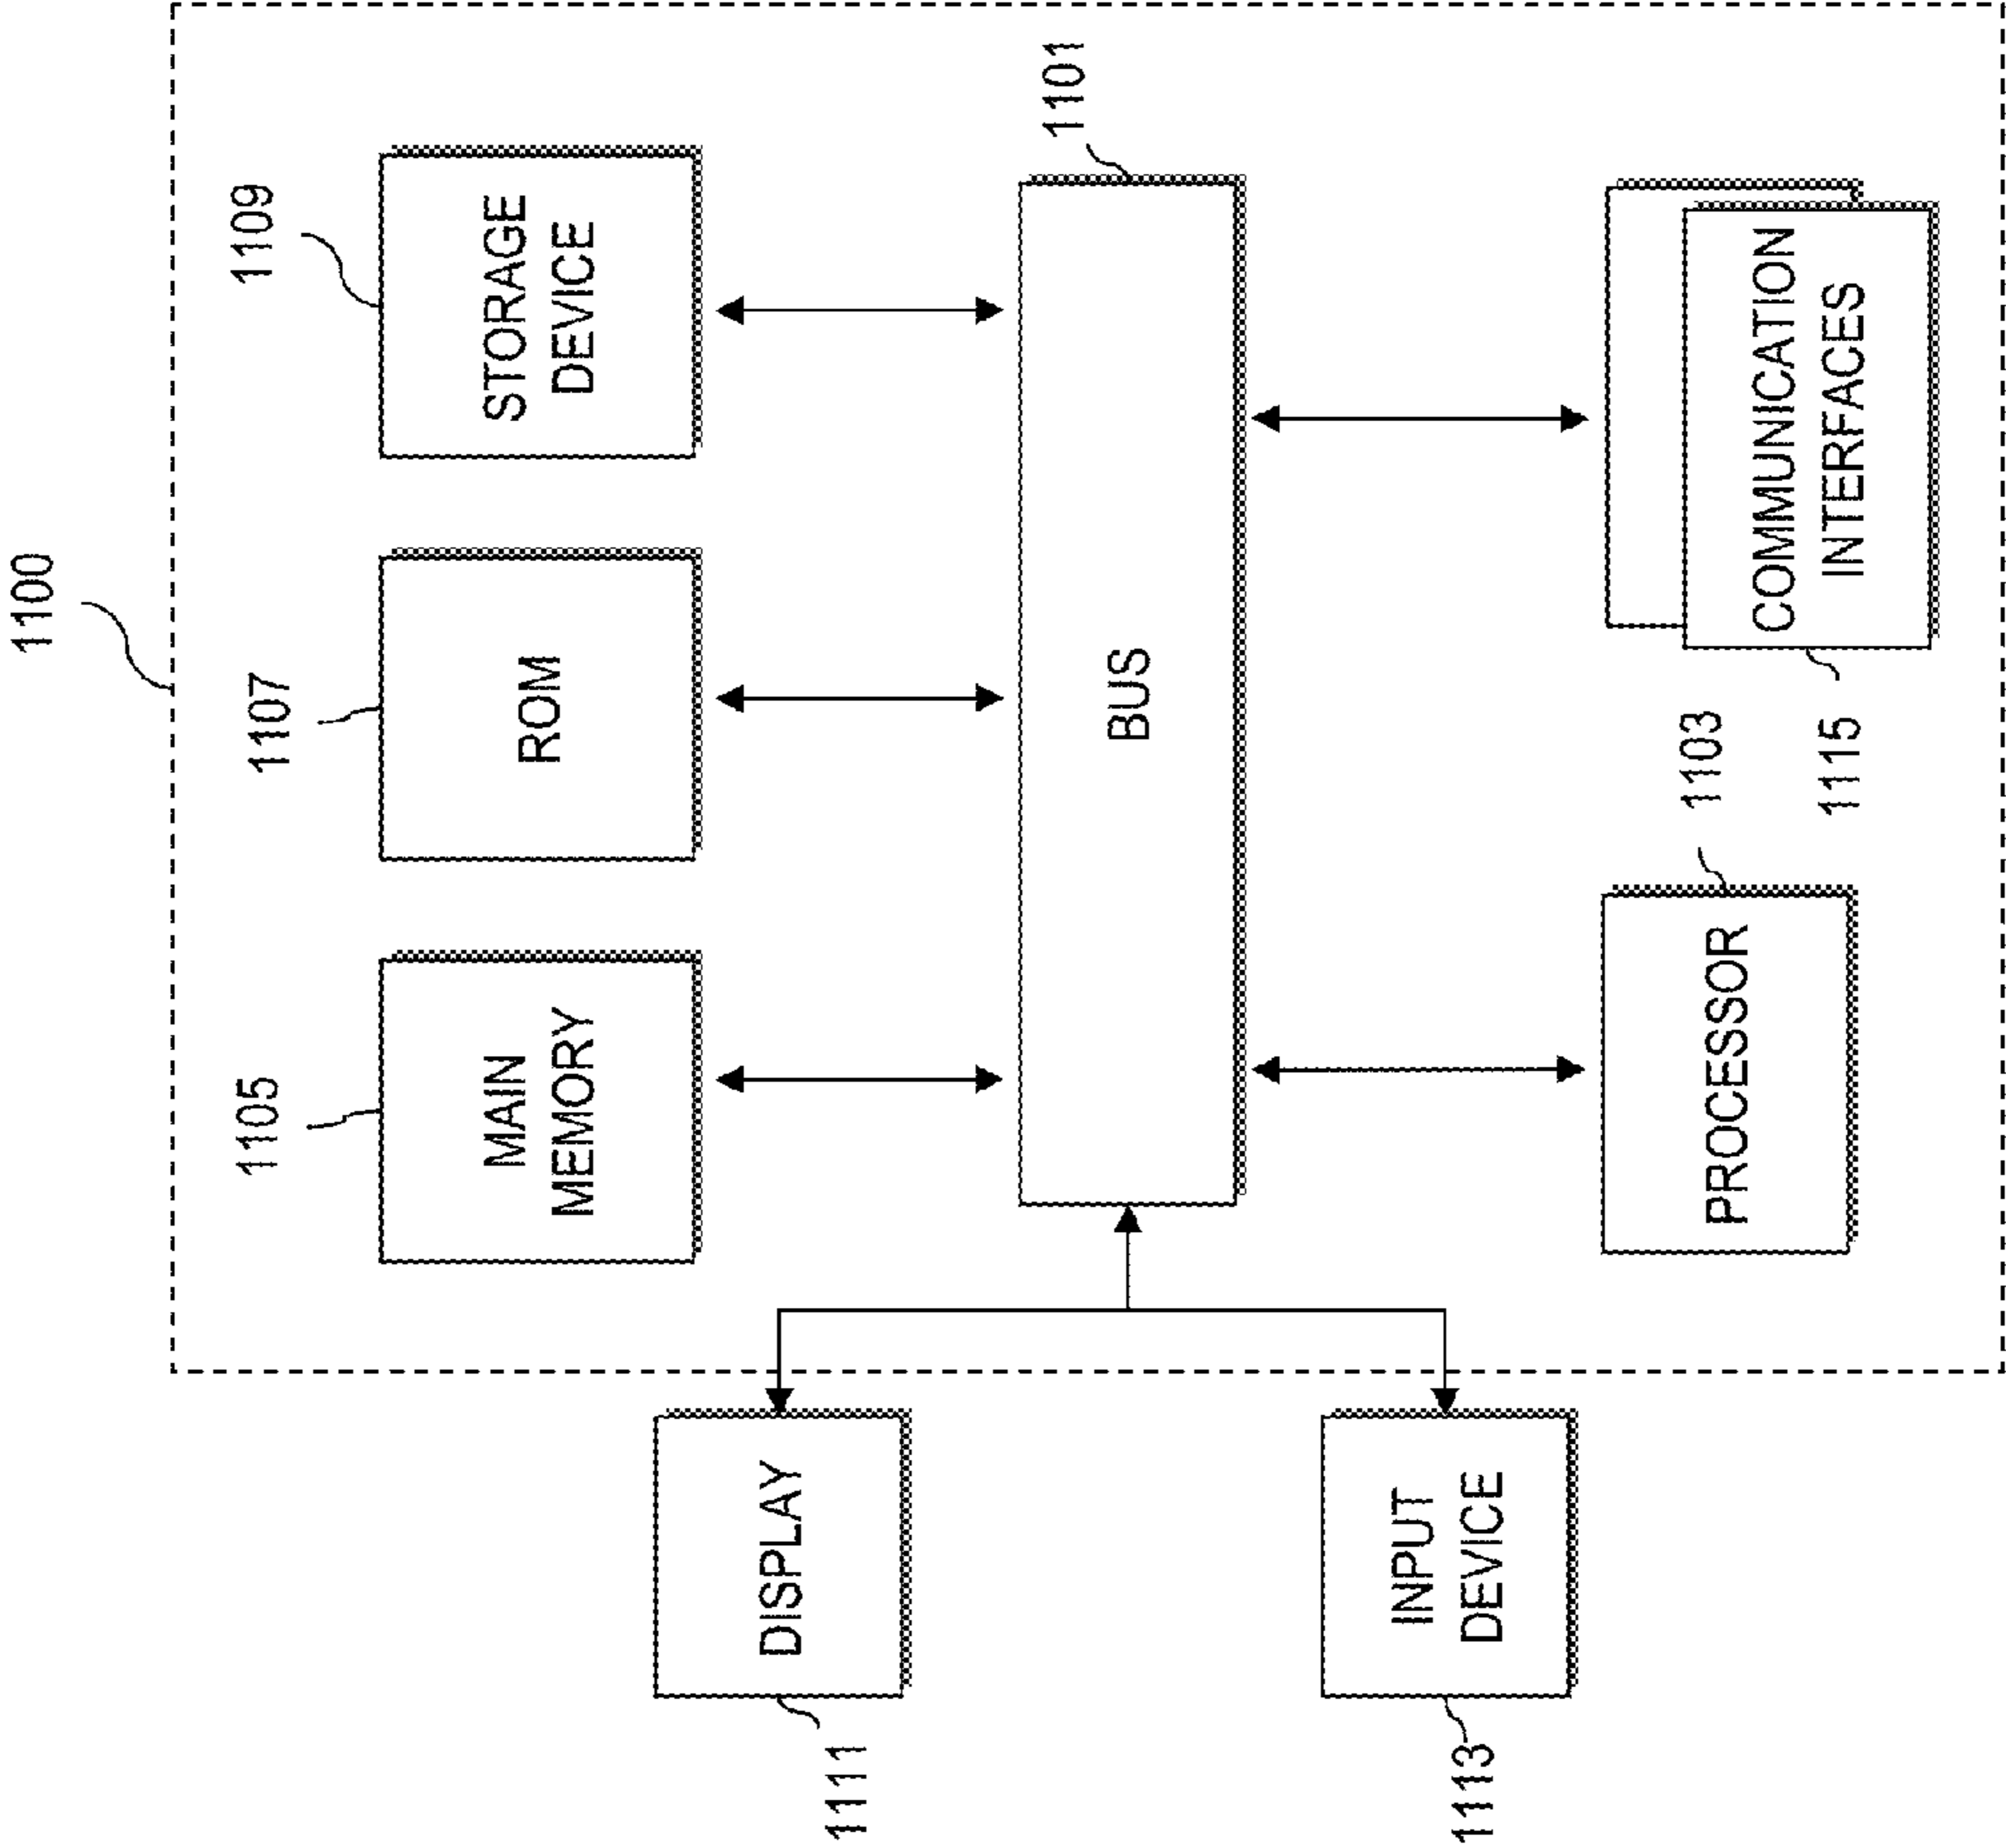 1100
1105
1107
1109
MAIN
MEMORY
ROM
STORAGE
DEVICE
DISPLAY
1111
BUS
1101
INPUT
DEVICE
1113
PROCESSOR
1103
COMMUNICATION
INTERFACES
1115